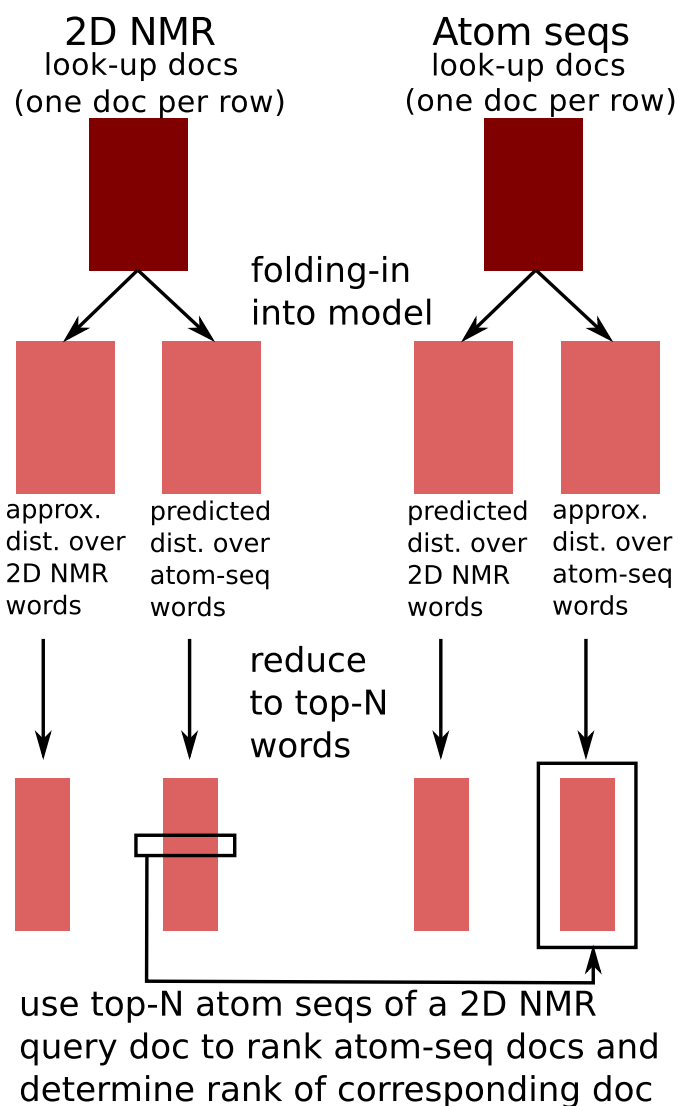 2D NMR
look-up docs
(one doc per row)
Atom seqs
look-up docs
(one doc per row)
folding-in
into model
approx.
dist. over
2D NMR
words
predicted
dist. over
atom-seq
words
predicted
dist. over
2D NMR
words
approx.
dist. over
atom-seq
words
reduce
to top-N
words
use top-N atom seqs of a 2D NMR
query doc to rank atom-seq docs and
determine rank of corresponding doc